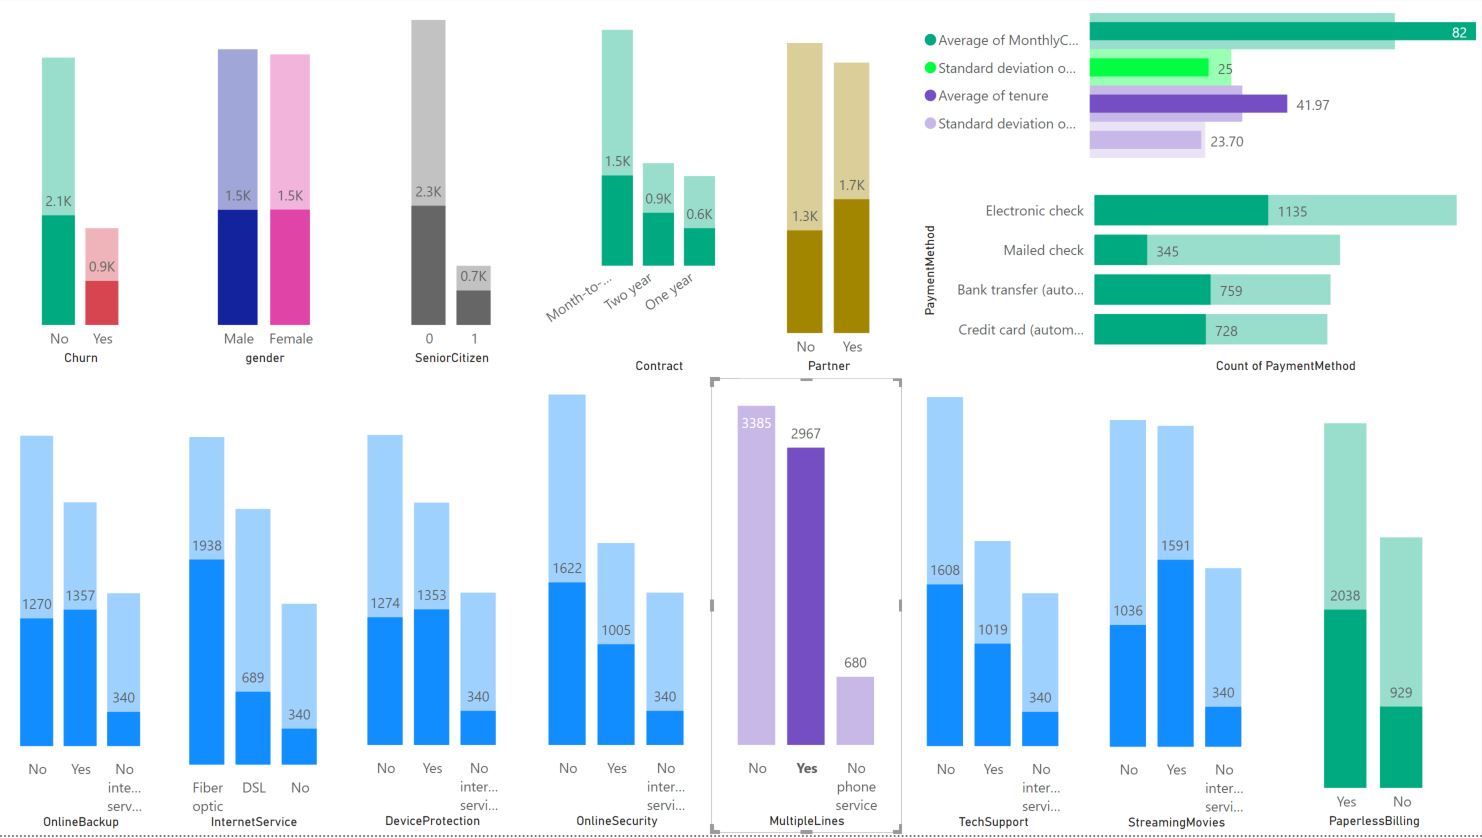 2.1K
0.9K
No
Yes
Churn
1.5K
1.5K
Male
Female
gender
2.3K
0.7K
0
1
SeniorCitizen
1.5K
0.9K
0.6K
Month-to-...
Two year
One year
Contract
1.3K
1.7K
No
Yes
Partner
Average of MonthlyC...
Standard deviation o...
Average of tenure
Standard deviation o...
82
25
41.97
23.70
PaymentMethod
Electronic check
1135
Mailed check
345
Bank transfer (auto...
759
Credit card (autom...
728
Count of PaymentMethod
1270
1357
340
No
Yes
No
inte...
serv...
OnlineBackup
1938
689
340
Fiber
optic
DSL
No
InternetService
1274
1353
340
No
Yes
No
inter...
servi...
DeviceProtection
1622
1005
340
No
Yes
No
inter...
servi...
OnlineSecurity
3385
2967
680
No
Yes
No
phone
service
MultipleLines
1608
1019
340
No
Yes
No
inter...
servi...
TechSupport
1036
1591
340
No
Yes
No
inter...
servi...
StreamingMovies
2038
929
Yes
No
PaperlessBilling